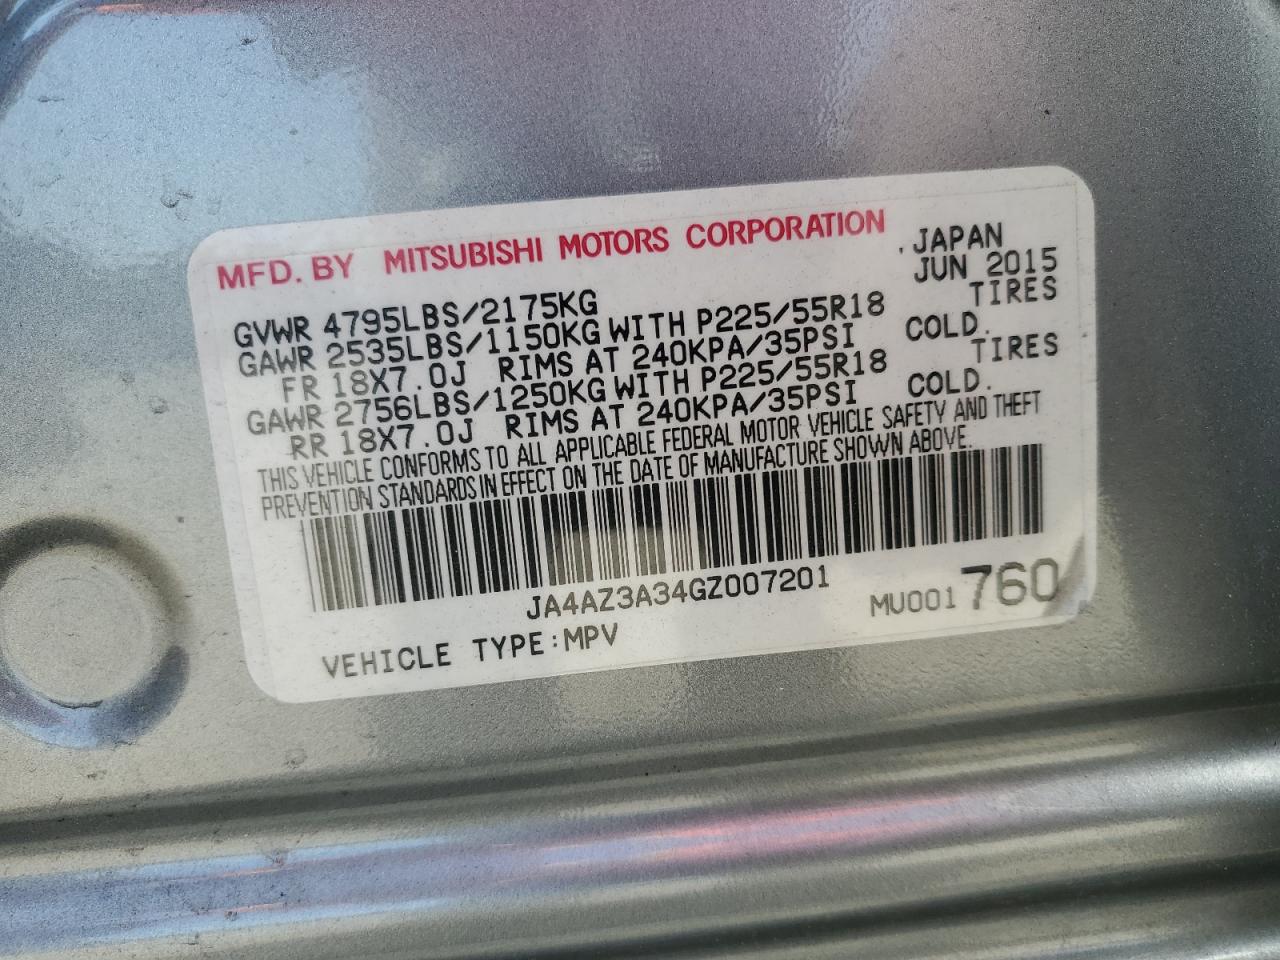 MFD. BY MITSUBISHI MOTORS CORPORATION
JAPAN
JUN 2015
GVWR 4795LBS/2175KG
GAWR 2535LBS/1150KG WITH P225/55R18 TIRES
FR 18X7.0J RIMS AT 240KPA/35PSI COLD.
GAWR 2756LBS/1250KG WITH P225/55R18 TIRES
RR 18X7.0J RIMS AT 240KPA/35PSI COLD.
THIS VEHICLE CONFORMS TO ALL APPLICABLE FEDERAL MOTOR VEHICLE SAFETY AND THEFT
PREVENTION STANDARDS IN EFFECT ON THE DATE OF MANUFACTURE SHOWN ABOVE.
JA4AZ3A34GZ007201
MU001760
VEHICLE TYPE:MPV